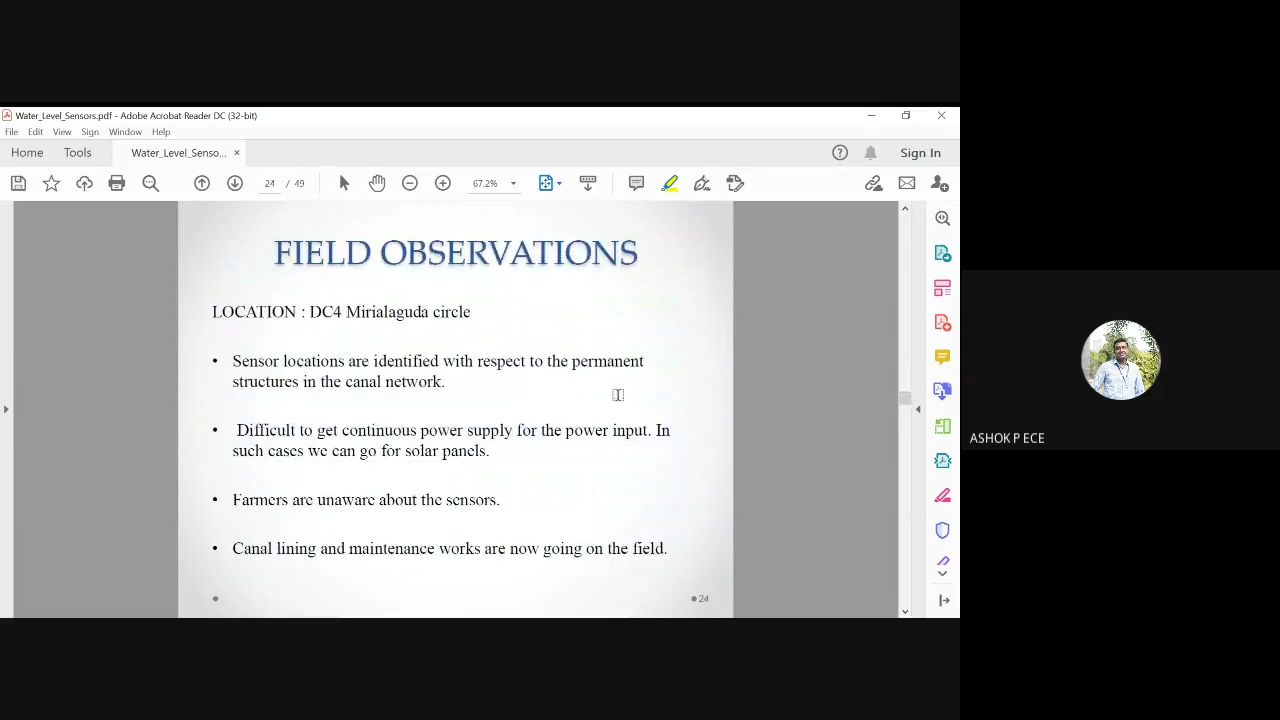 Water_Level_Sensors.pdf - Adobe Acrobat Reader DC (32-bit)
File Edit View Sign Window Help
Home Tools Water_Level_Senso... × Sign In
24 / 49 67.2%
FIELD OBSERVATIONS
LOCATION : DC4 Mirialaguda circle
• Sensor locations are identified with respect to the permanent
structures in the canal network.
• Difficult to get continuous power supply for the power input. In
such cases we can go for solar panels.
• Farmers are unaware about the sensors.
• Canal lining and maintenance works are now going on the field.
24
ASHOK P ECE